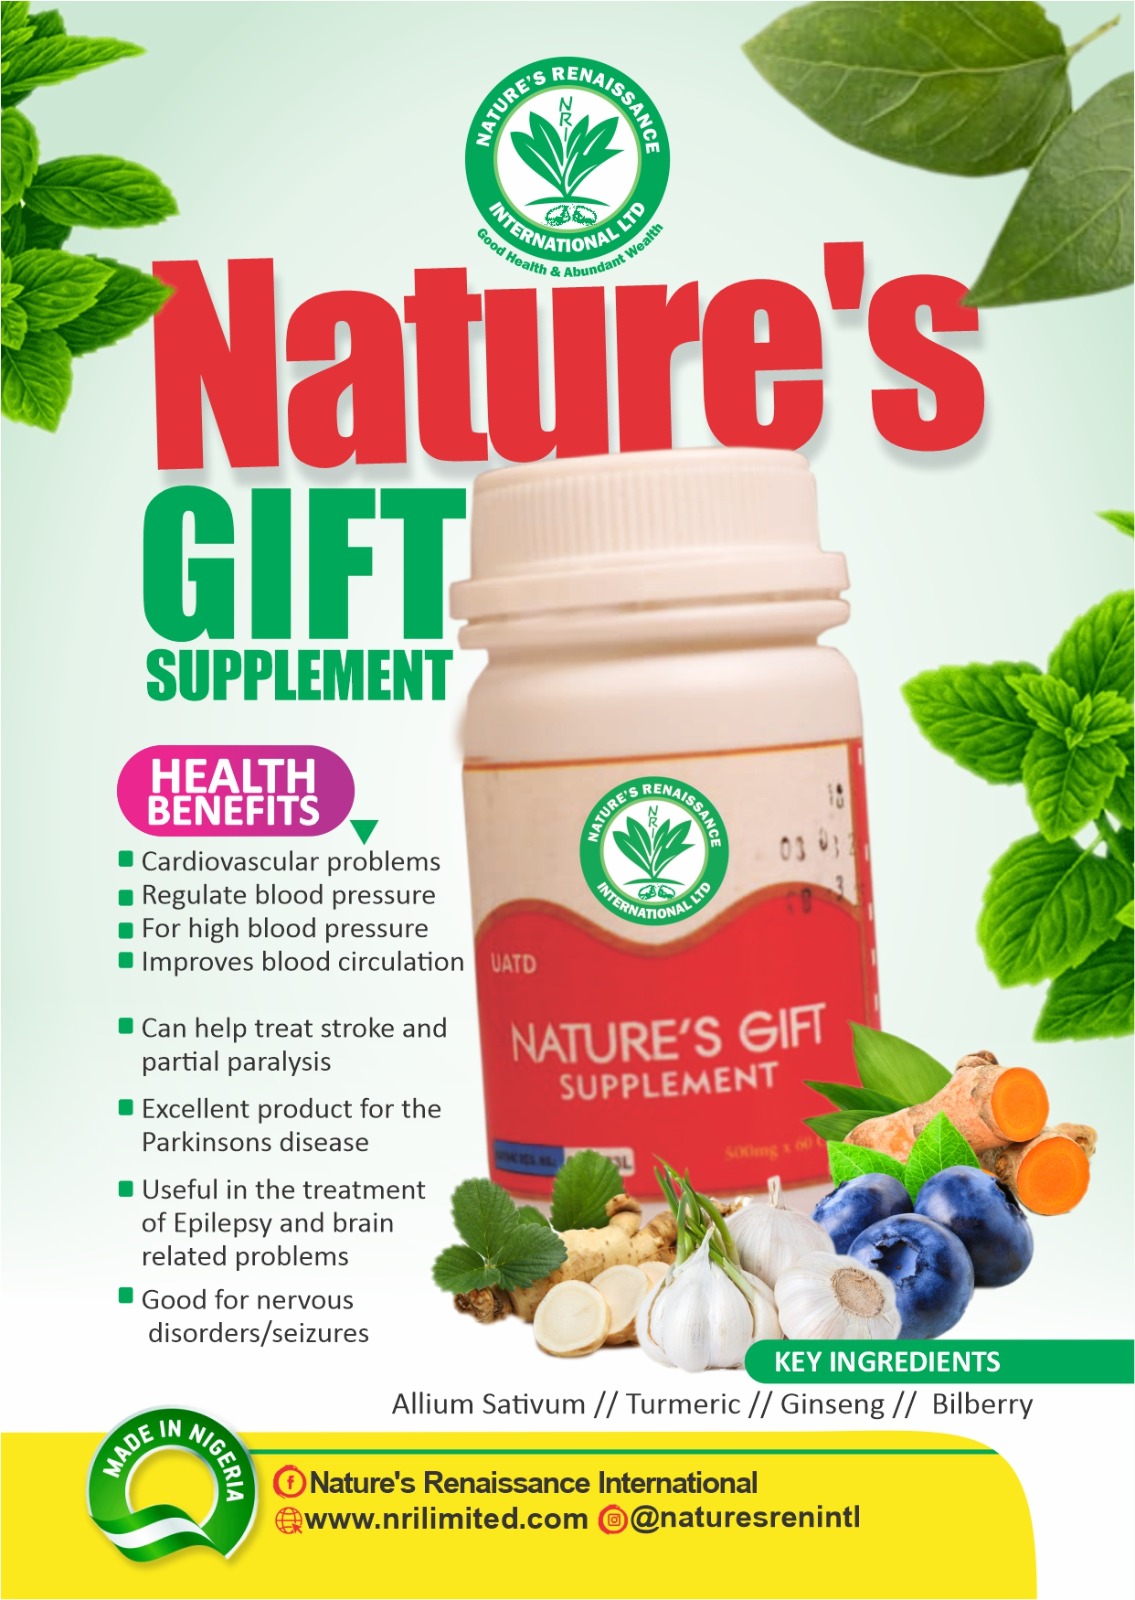 NATURE'S RENAISSANCE
NRI
INTERNATIONAL LTD
Good Health & Abundant Wealth
Nature's
GIFT
SUPPLEMENT
HEALTH
BENEFITS
Cardiovascular problems
Regulate blood pressure
For high blood pressure
Improves blood circulation
Can help treat stroke and
partial paralysis
Excellent product for the
Parkinsons disease
Useful in the treatment
of Epilepsy and brain
related problems
Good for nervous
disorders/seizures
NATURE'S RENAISSANCE
NRI
INTERNATIONAL LTD
UATD
NATURE'S GIFT
SUPPLEMENT
500mg x 60
KEY INGREDIENTS
Allium Sativum // Turmeric // Ginseng // Bilberry
MADE IN NIGERIA
Nature's Renaissance International
www.nrilimited.com @naturesrenintl